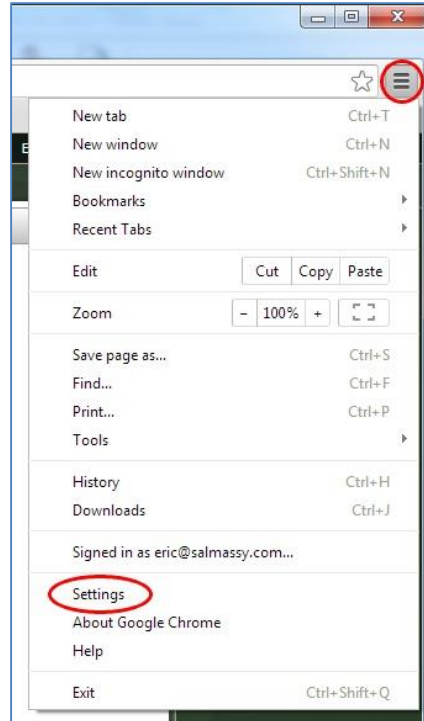 New tab Ctrl+T
New window Ctrl+N
New incognito window Ctrl+Shift+N
Bookmarks
Recent Tabs
Edit Cut Copy Paste
Zoom - 100% +
Save page as... Ctrl+S
Find... Ctrl+F
Print... Ctrl+P
Tools
History Ctrl+H
Downloads Ctrl+J
Signed in as eric@salmassy.com...
Settings
About Google Chrome
Help
Exit Ctrl+Shift+Q